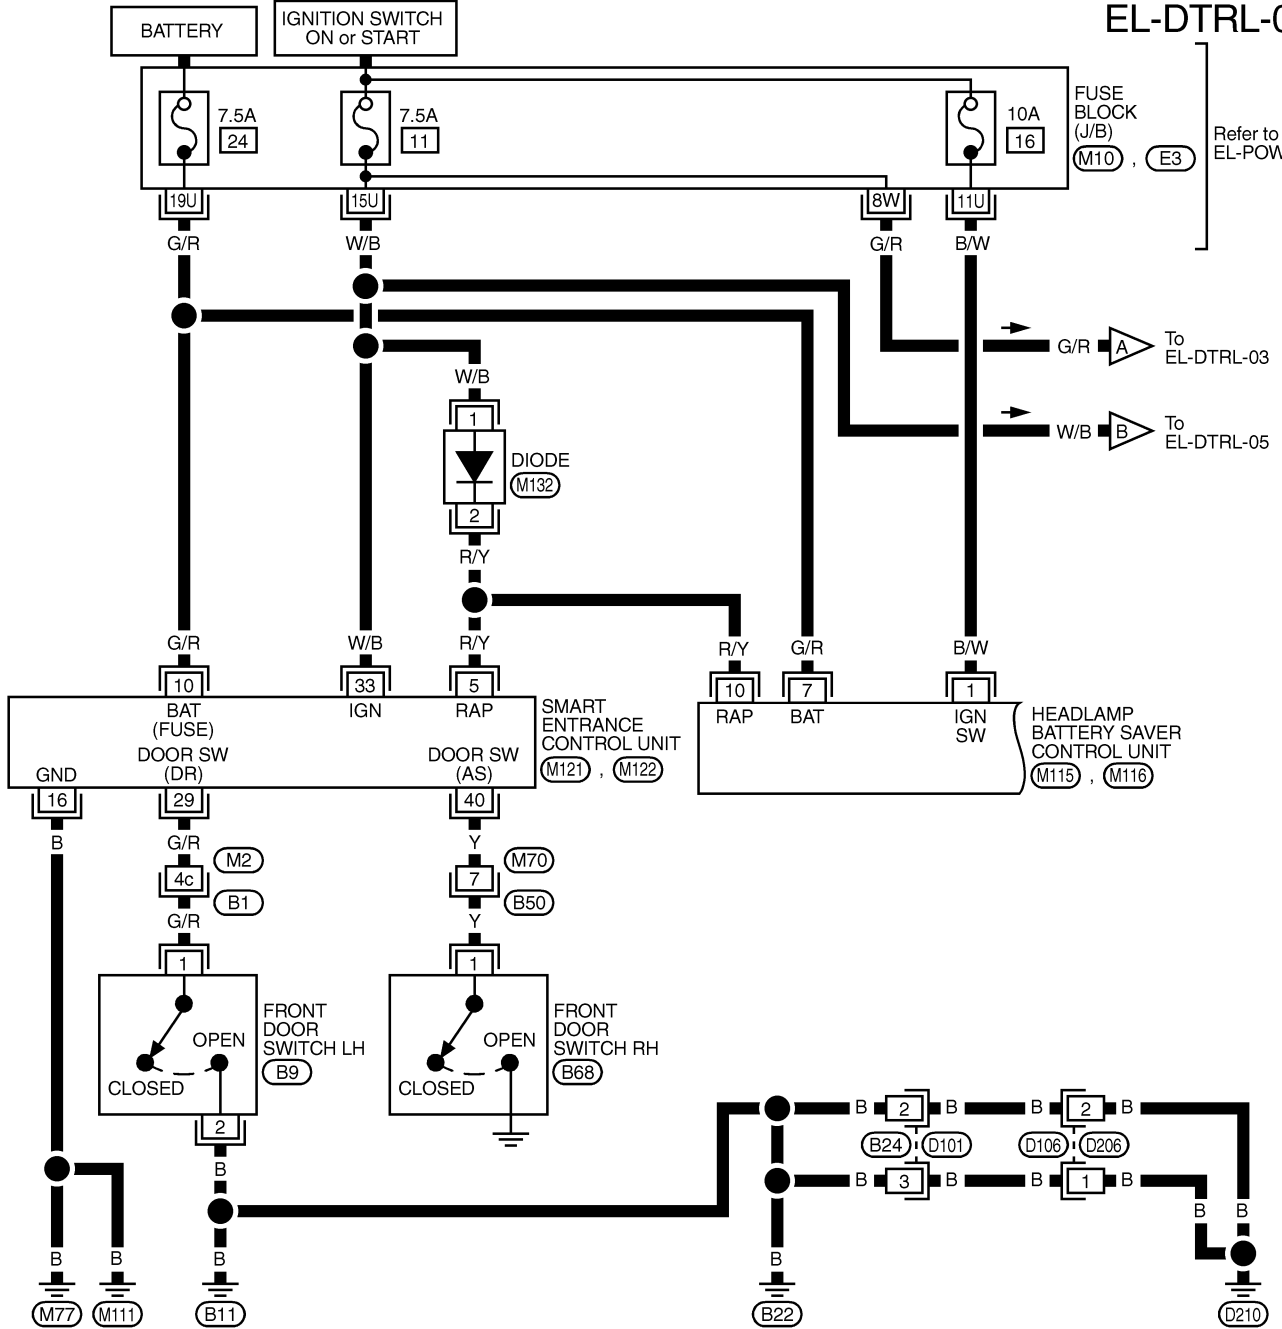 EL-DTRL-0
BATTERY
IGNITION SWITCH
ON or START
7.5A
24
7.5A
11
10A
16
FUSE
BLOCK
(J/B)
M10 , E3
Refer to
EL-POW
19U
15U
8W
11U
G/R
W/B
G/R
B/W
G/R
A
To
EL-DTRL-03
W/B
B
To
EL-DTRL-05
W/B
1
DIODE
M132
2
R/Y
G/R
W/B
R/Y
R/Y
G/R
B/W
10
33
5
10
7
1
BAT
(FUSE)
IGN
RAP
RAP
BAT
IGN
SW
DOOR SW
(DR)
DOOR SW
(AS)
GND
SMART
ENTRANCE
CONTROL UNIT
M121 , M122
HEADLAMP
BATTERY SAVER
CONTROL UNIT
M115 , M116
16
29
40
B
G/R
Y
M2
4c
B1
M70
7
B50
G/R
Y
1
1
OPEN
CLOSED
FRONT
DOOR
SWITCH LH
B9
OPEN
CLOSED
FRONT
DOOR
SWITCH RH
B68
2
B
B
2
B
B
2
B
B24
D101
D106
D206
B
3
B
B
1
B
B
B
B
B
B
B
M77
M111
B11
B22
D210